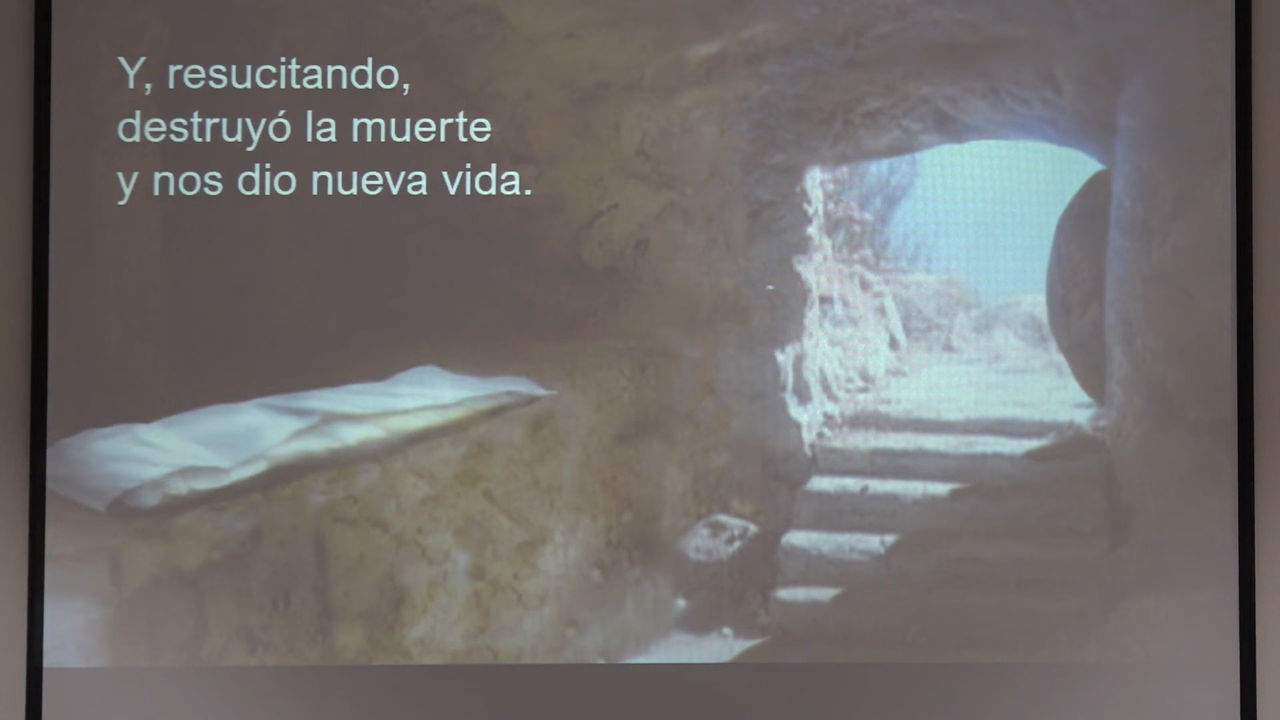 Y, resucitando,
destruyó la muerte
y nos dio nueva vida.